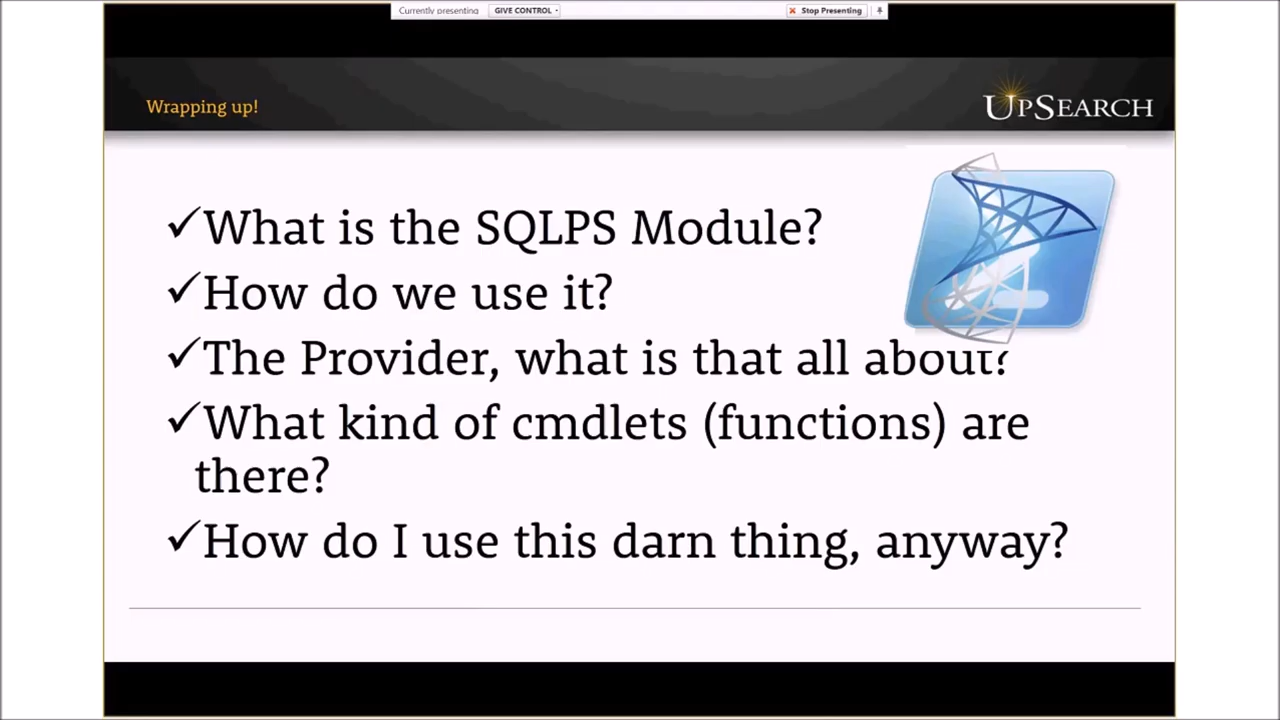 Currently presenting GIVE CONTROL Stop Presenting
Wrapping up!
UPSEARCH
✓What is the SQLPS Module?
✓How do we use it?
✓The Provider, what is that all about?
✓What kind of cmdlets (functions) are
there?
✓How do I use this darn thing, anyway?